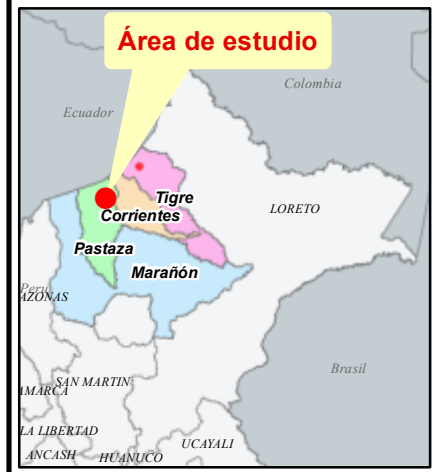 Área de estudio
Colombia
Ecuador
Tigre
LORETO
Corrientes
Pastaza
Marañón
Peru
AZONAS
Brasil
SAN MARTIN
AMARCA
LA LIBERTAD
UCAYALI
ANCASH
HUANUCO